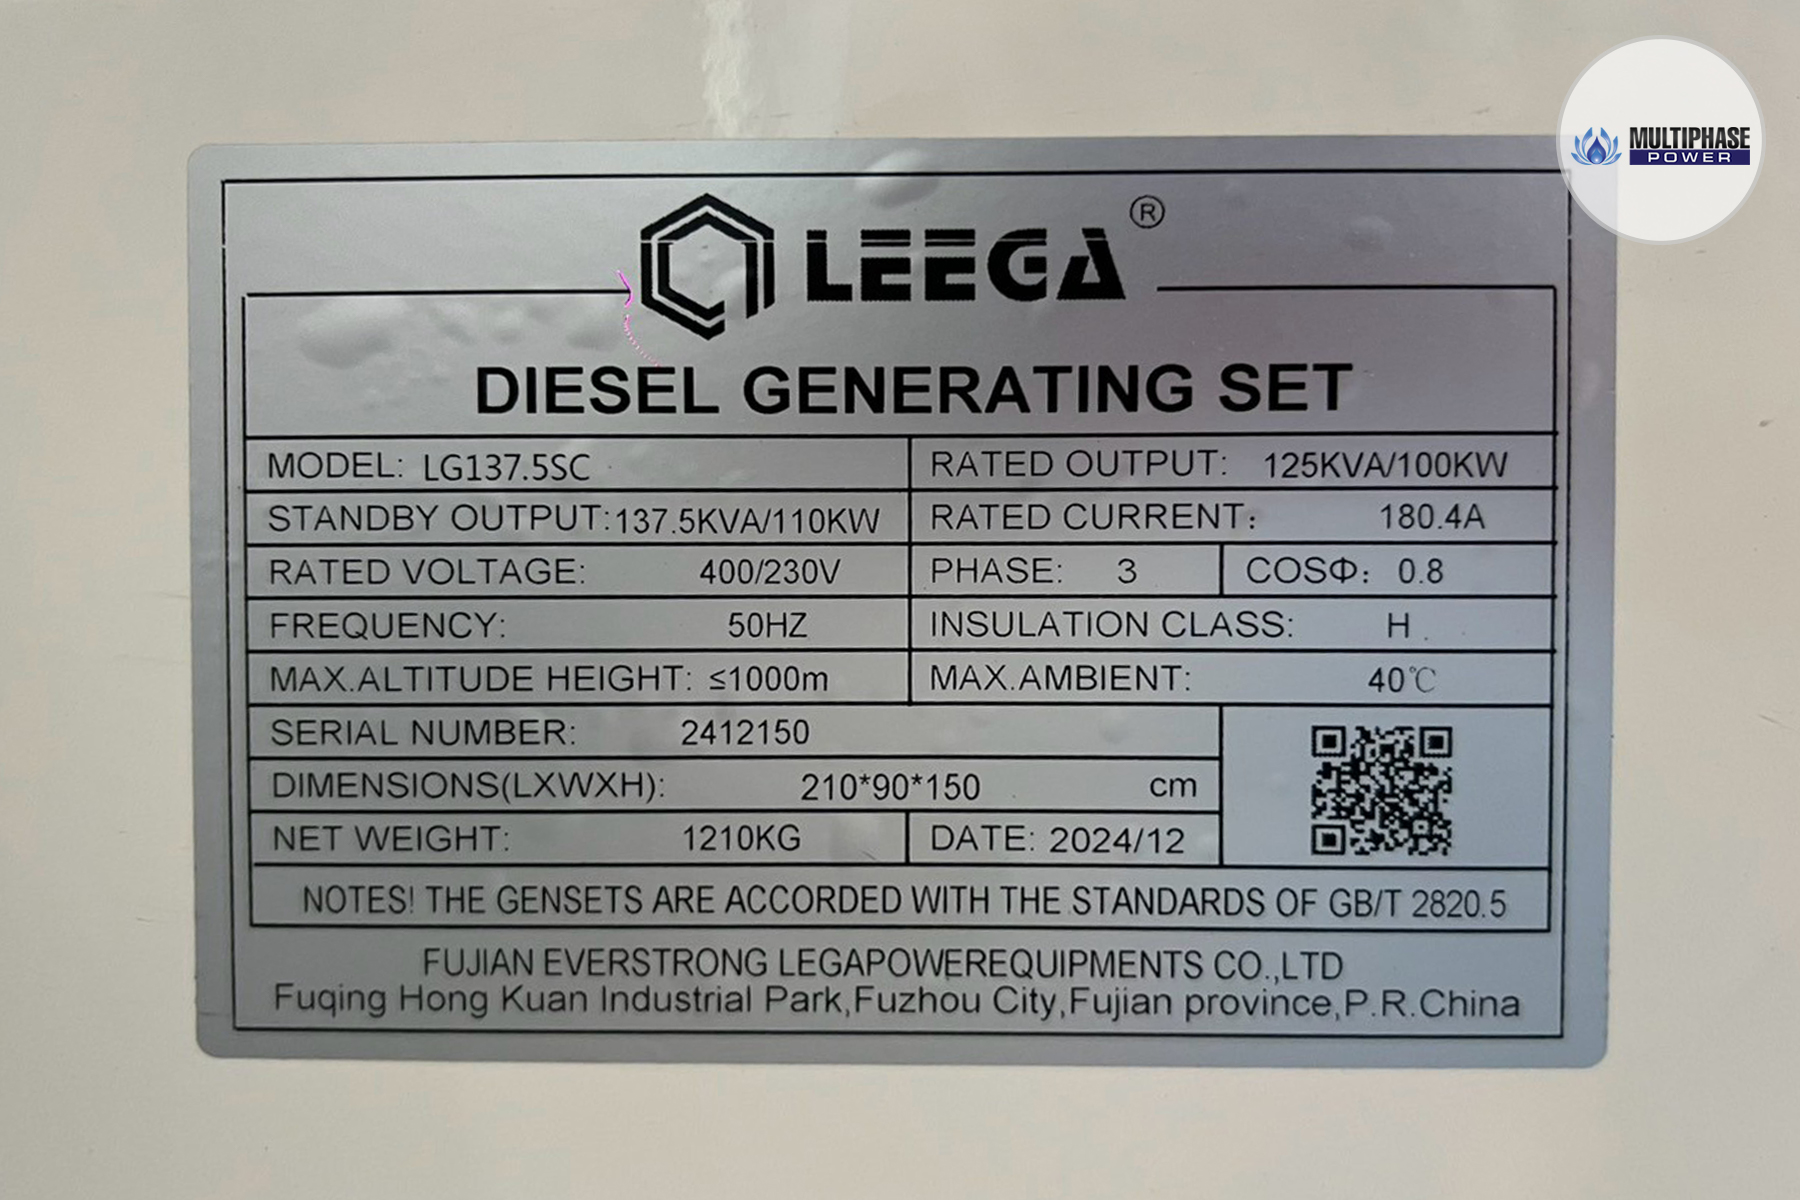 MULTIPHASE
POWER
LEEGA®
DIESEL GENERATING SET
MODEL: LG137.5SC RATED OUTPUT: 125KVA/100KW
STANDBY OUTPUT:137.5KVA/110KW RATED CURRENT: 180.4A
RATED VOLTAGE: 400/230V PHASE: 3 COSΦ: 0.8
FREQUENCY: 50HZ INSULATION CLASS: H
MAX.ALTITUDE HEIGHT: ≤1000m MAX.AMBIENT: 40℃
SERIAL NUMBER: 2412150
DIMENSIONS(LXWXH): 210*90*150 cm
NET WEIGHT: 1210KG DATE: 2024/12
NOTES! THE GENSETS ARE ACCORDED WITH THE STANDARDS OF GB/T 2820.5
FUJIAN EVERSTRONG LEGAPOWEREQUIPMENTS CO.,LTD
Fuqing Hong Kuan Industrial Park,Fuzhou City,Fujian province,P.R.China